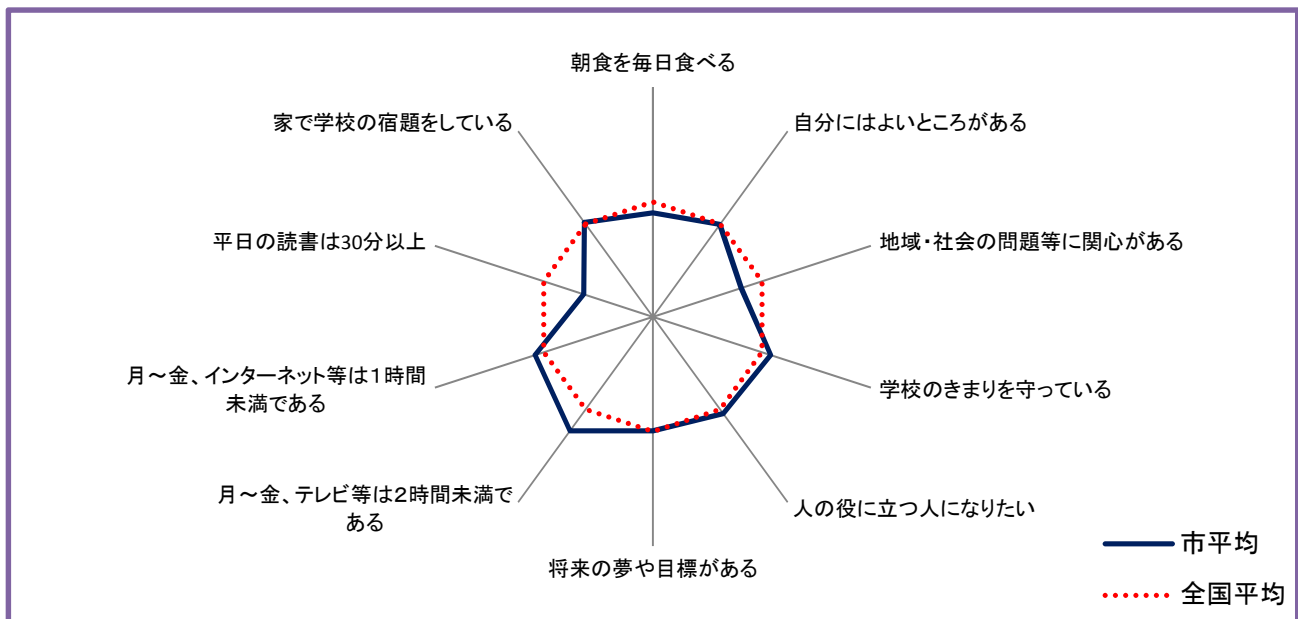 朝食を毎日食べる
自分にはよいところがある
地域・社会の問題等に関心がある
学校のきまりを守っている
人の役に立つ人になりたい
将来の夢や目標がある
月～金、テレビ等は２時間未満で
ある
月～金、インターネット等は１時間
未満である
平日の読書は30分以上
家で学校の宿題をしている
市平均
全国平均